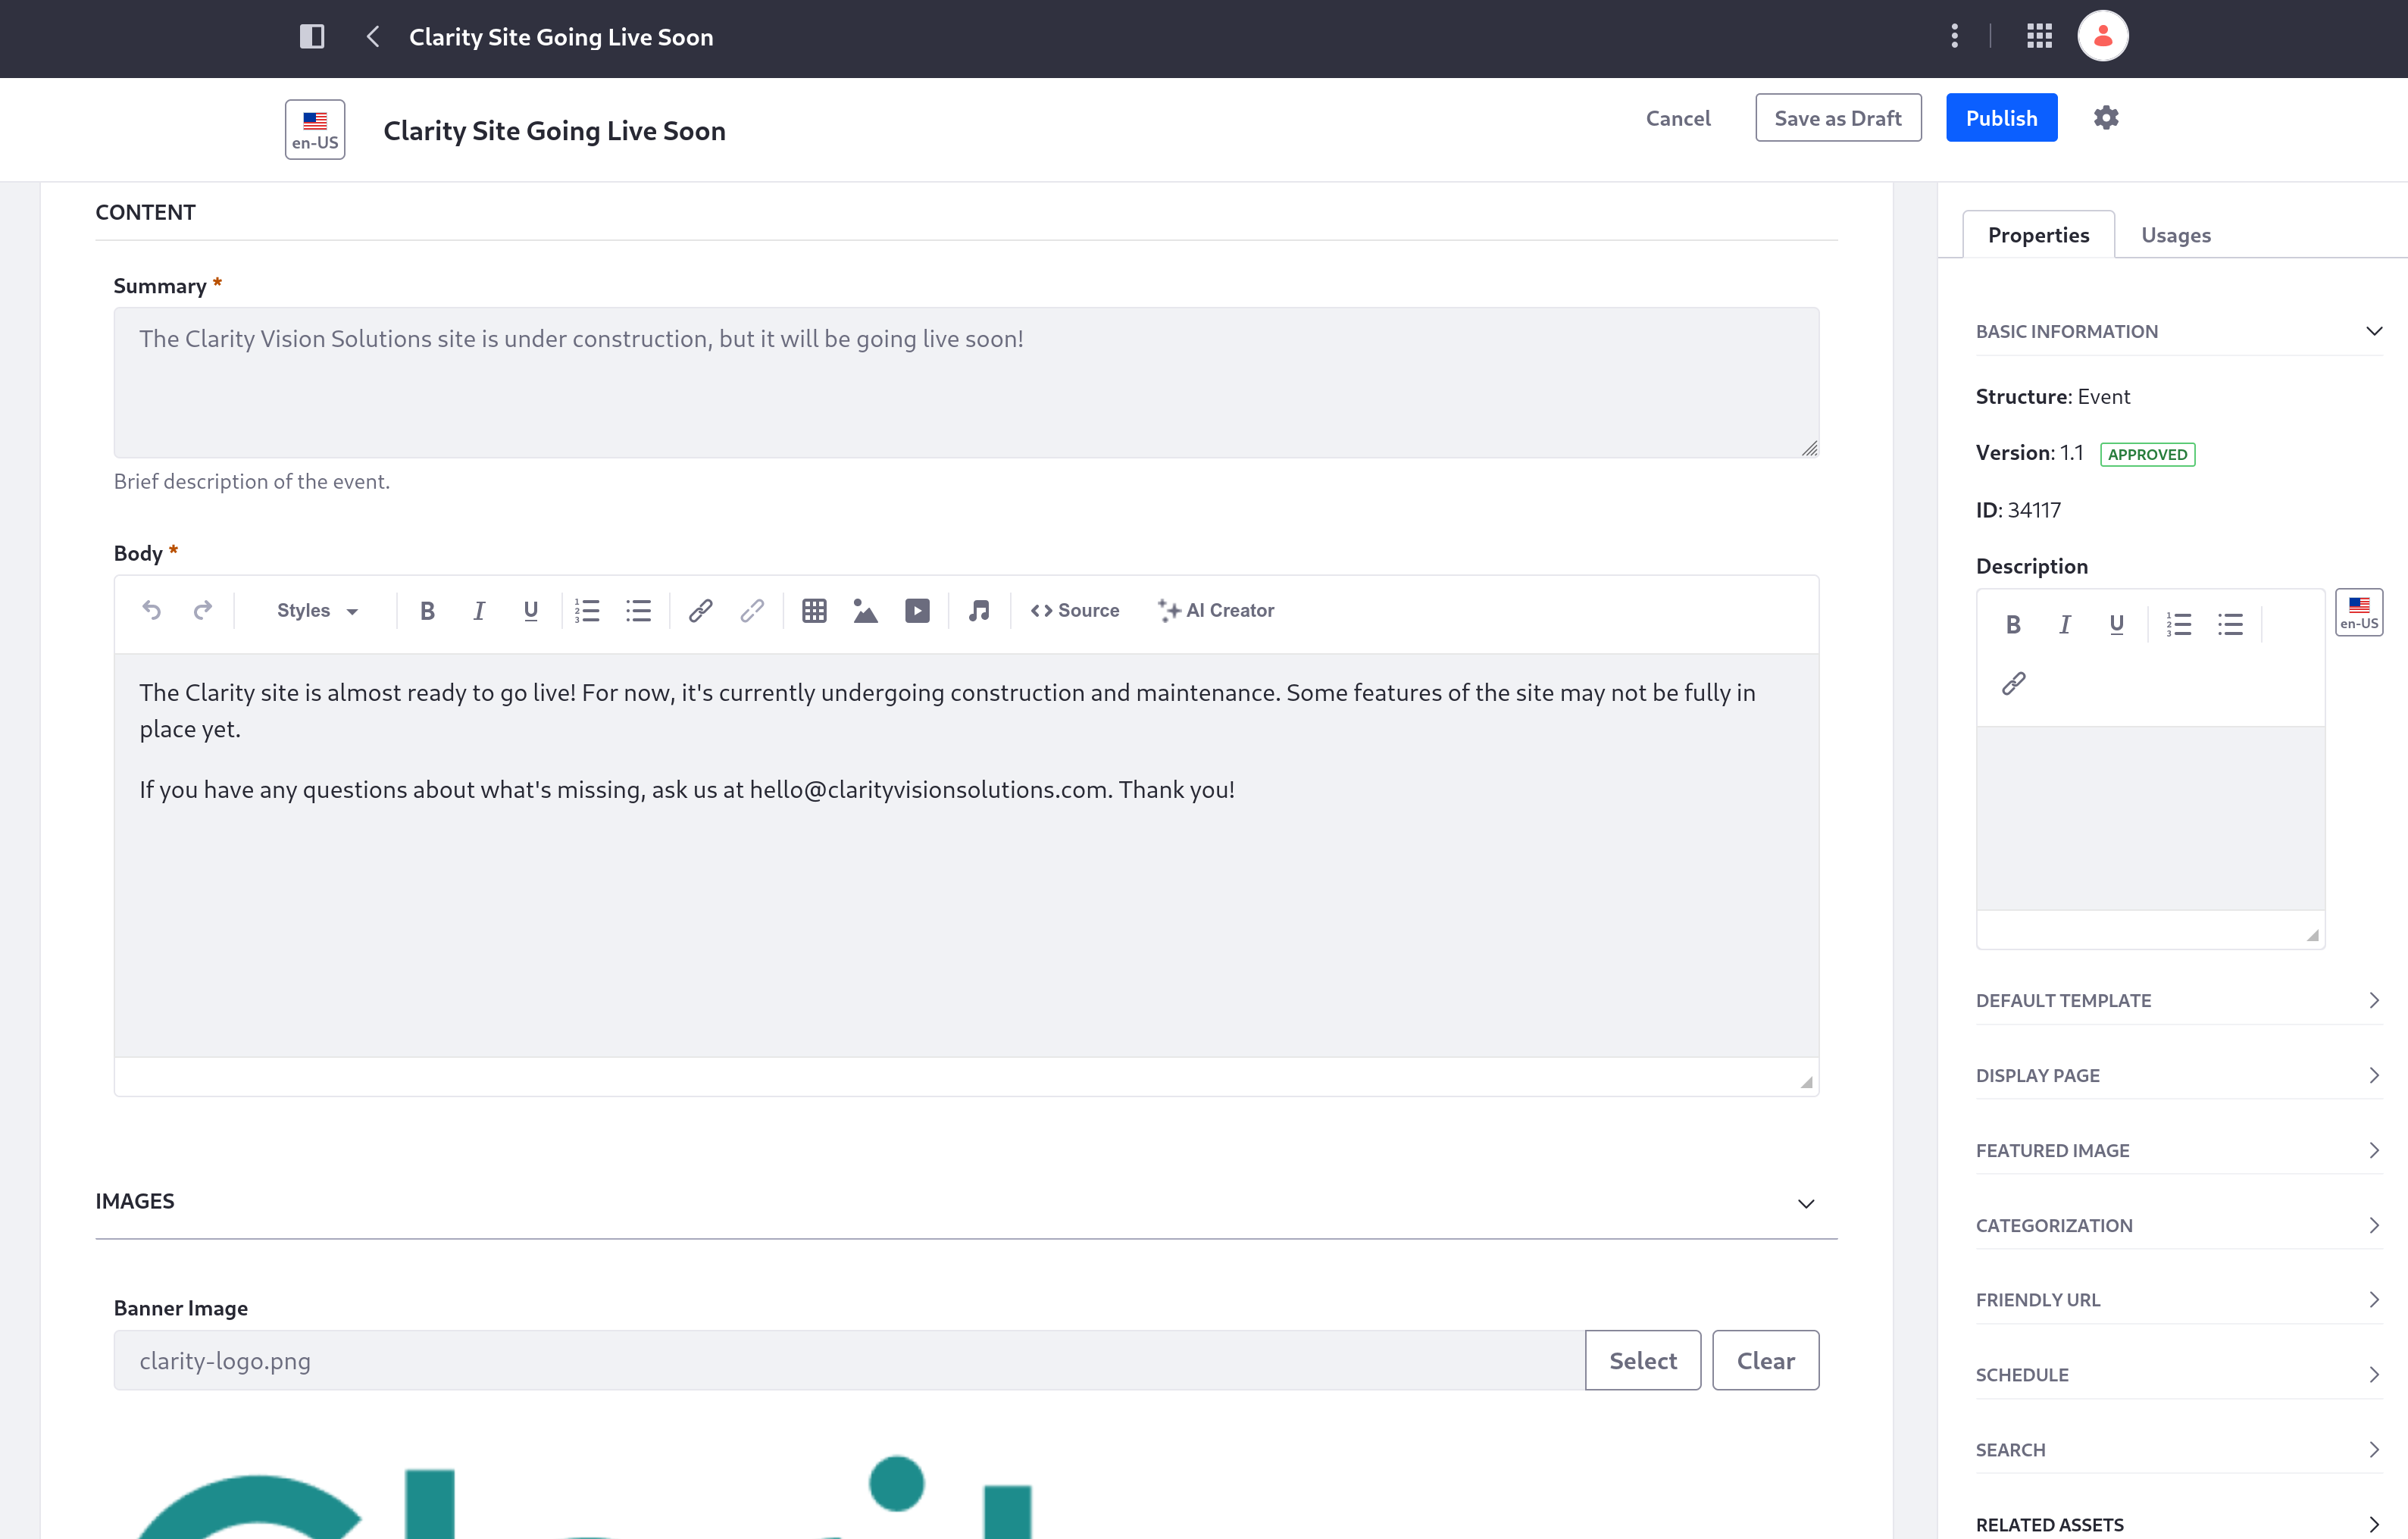 Clarity Site Going Live Soon
en-US
Clarity Site Going Live Soon
Cancel
Save as Draft
Publish
CONTENT
Summary *
The Clarity Vision Solutions site is under construction, but it will be going live soon!
Brief description of the event.
Body *
Styles
B I U
Source
AI Creator
The Clarity site is almost ready to go live! For now, it's currently undergoing construction and maintenance. Some features of the site may not be fully in
place yet.
If you have any questions about what's missing, ask us at hello@clarityvisionsolutions.com. Thank you!
IMAGES
Banner Image
clarity-logo.png
Select
Clear
Properties
Usages
BASIC INFORMATION
Structure: Event
Version: 1.1 APPROVED
ID: 34117
Description
B I U
en-US
DEFAULT TEMPLATE
DISPLAY PAGE
FEATURED IMAGE
CATEGORIZATION
FRIENDLY URL
SCHEDULE
SEARCH
RELATED ASSETS